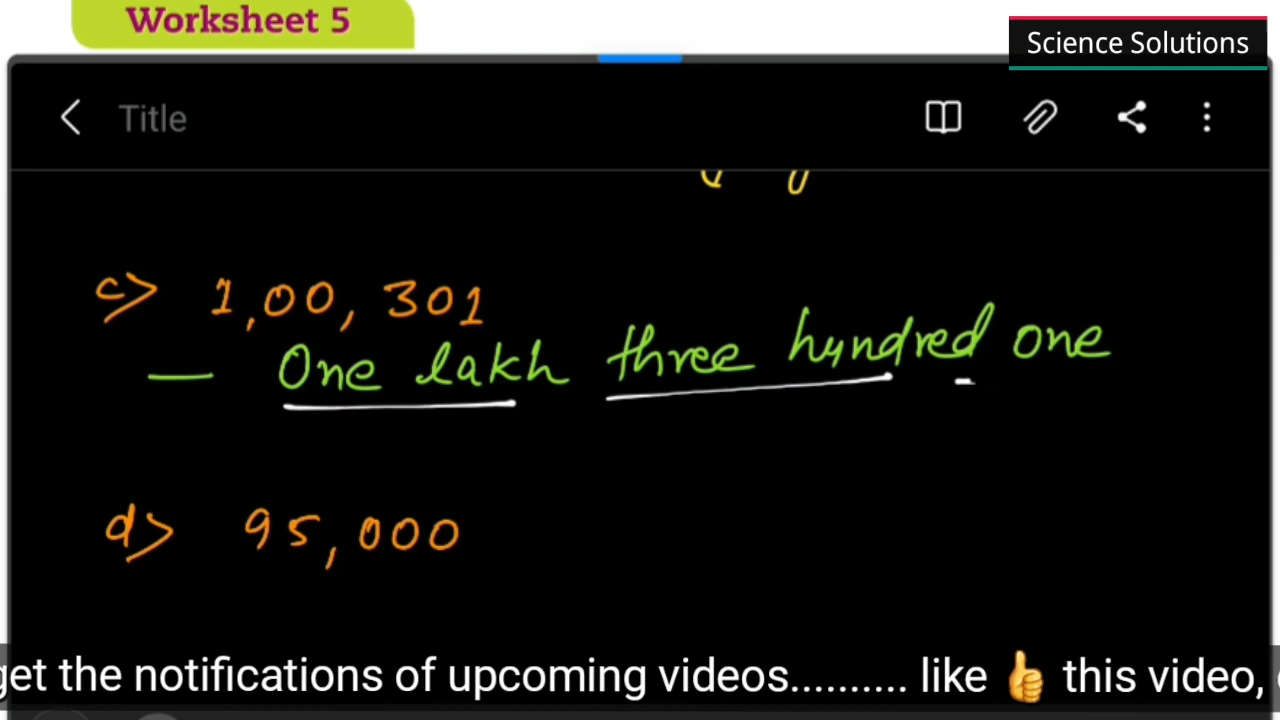 Worksheet 5
Science Solutions
Title
c> 1,00,301
— One lakh three hundred one
d> 95,000
get the notifications of upcoming videos.......... like 👍 this video,